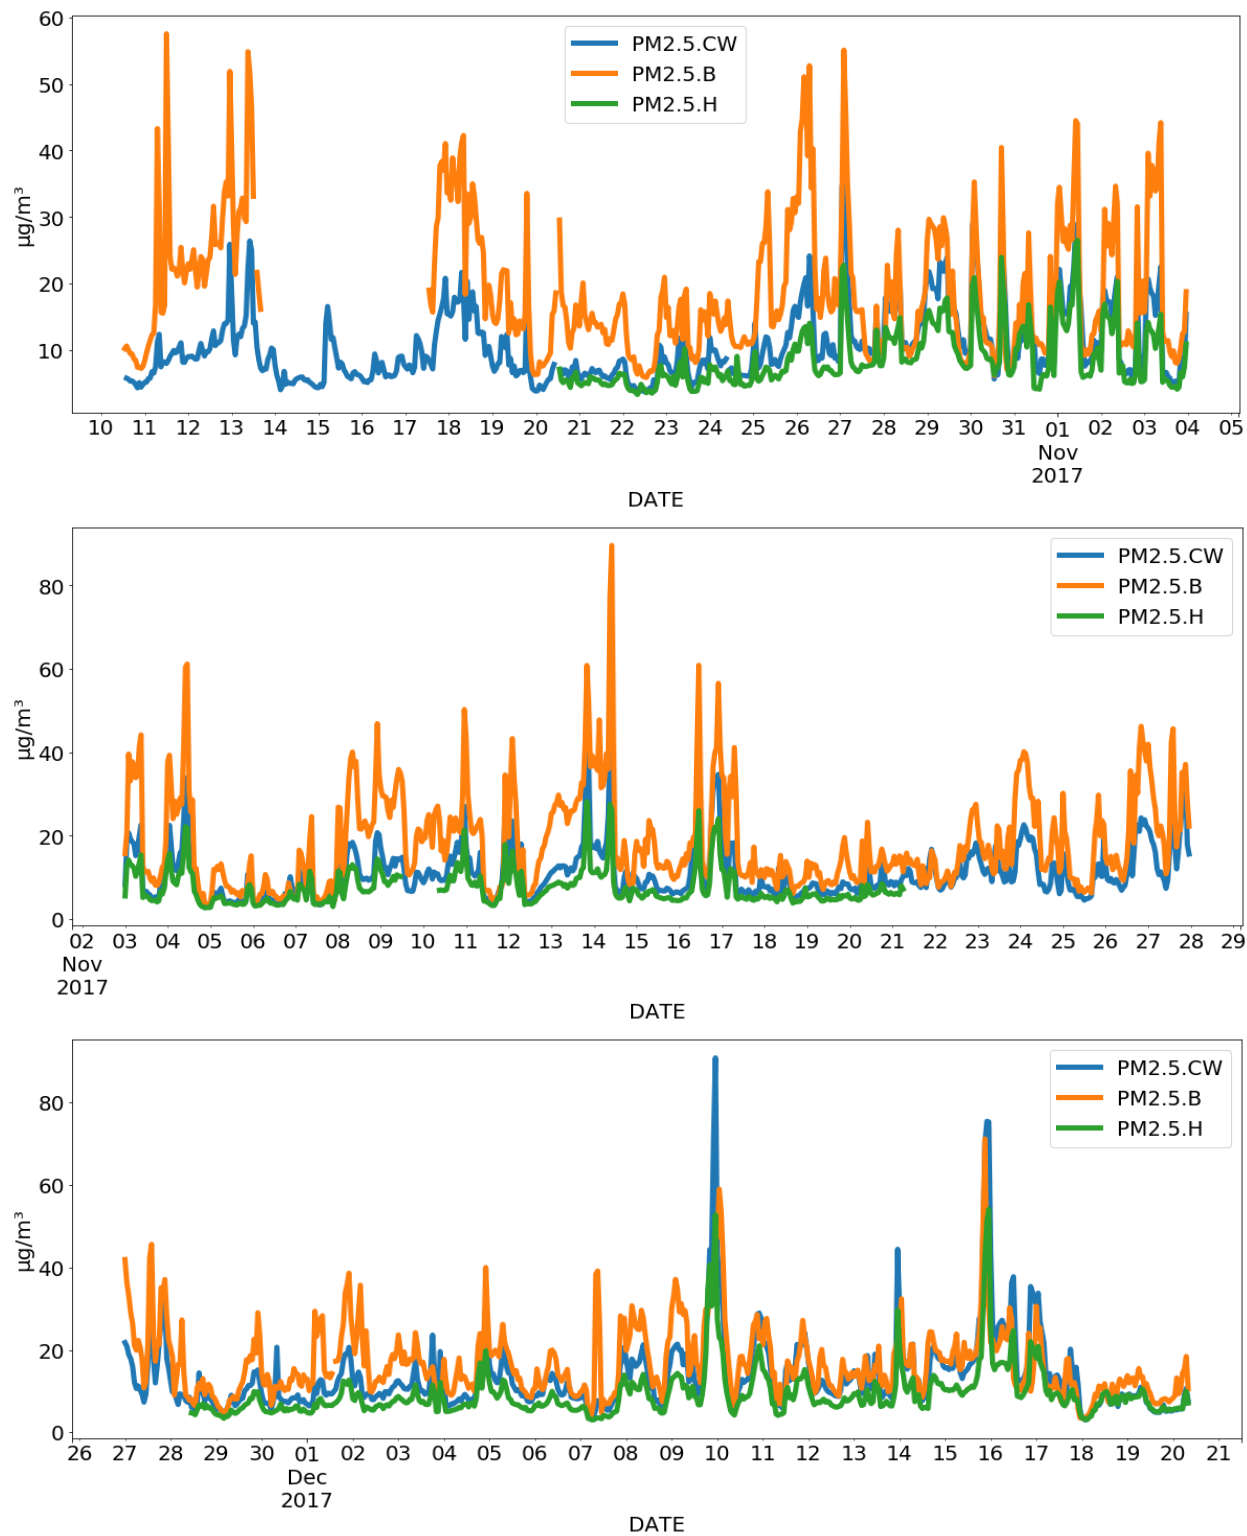 60
50
40
30
20
10
µg/m³
PM2.5.CW
PM2.5.B
PM2.5.H
10 11 12 13 14 15 16 17 18 19 20 21 22 23 24 25 26 27 28 29 30 31 01 02 03 04 05
Nov
2017
DATE
80
60
40
20
0
µg/m³
PM2.5.CW
PM2.5.B
PM2.5.H
02 03 04 05 06 07 08 09 10 11 12 13 14 15 16 17 18 19 20 21 22 23 24 25 26 27 28 29
Nov
2017
DATE
80
60
40
20
0
µg/m³
PM2.5.CW
PM2.5.B
PM2.5.H
26 27 28 29 30 01 02 03 04 05 06 07 08 09 10 11 12 13 14 15 16 17 18 19 20 21
Dec
2017
DATE